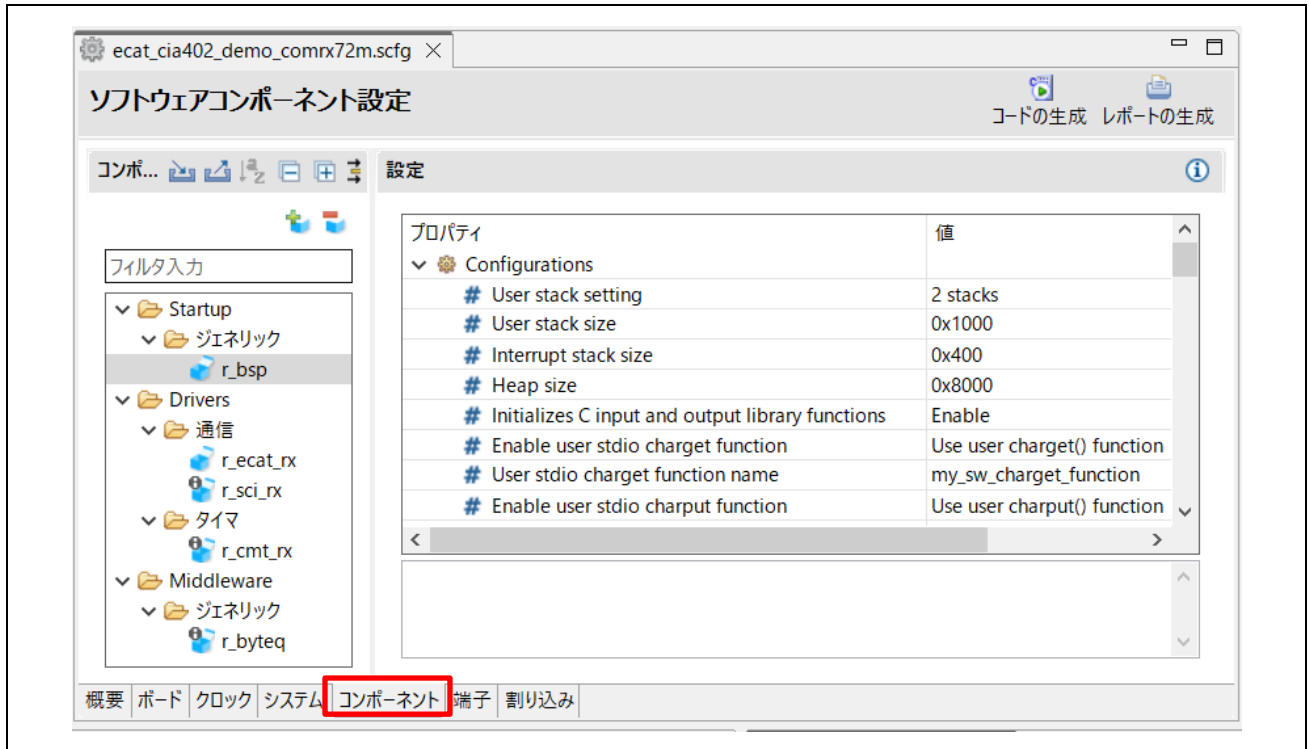 ecat_cia402_demo_comrx72m.scfg
ソフトウェアコンポーネント設定
コードの生成 レポートの生成
コンポ...
設定
フィルタ入力
Startup
ジェネリック
r_bsp
Drivers
通信
r_ecat_rx
r_sci_rx
タイマ
r_cmt_rx
Middleware
ジェネリック
r_byteq
プロパティ 値
Configurations
# User stack setting 2 stacks
# User stack size 0x1000
# Interrupt stack size 0x400
# Heap size 0x8000
# Initializes C input and output library functions Enable
# Enable user stdio charget function Use user charget() function
# User stdio charget function name my_sw_charget_function
# Enable user stdio charput function Use user charput() function
概要 ボード クロック システム コンポーネント 端子 割り込み